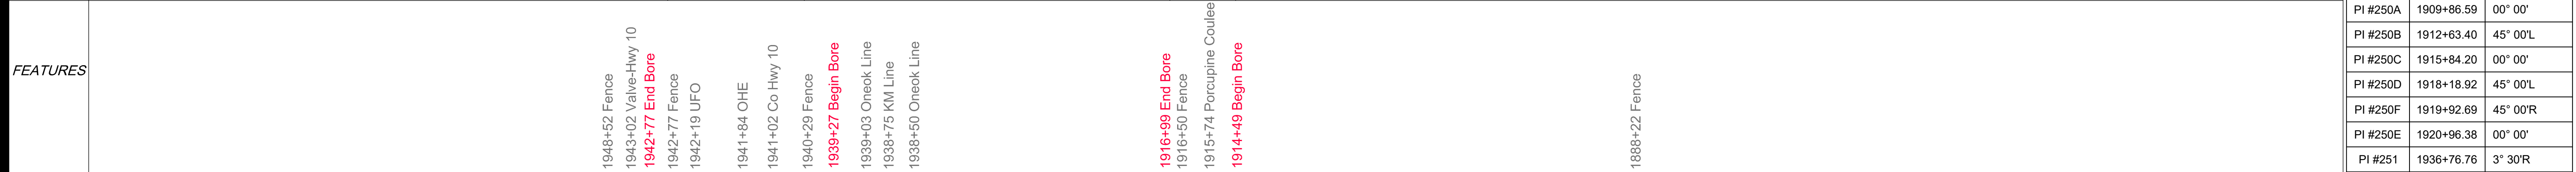 FEATURES
1948+52 Fence
1943+02 Valve-Hwy 10
1942+77 End Bore
1942+77 Fence
1942+19 UFO
1941+84 OHE
1941+02 Co Hwy 10
1940+29 Fence
1939+27 Begin Bore
1939+03 Oneok Line
1938+75 KM Line
1938+50 Oneok Line
1916+99 End Bore
1916+50 Fence
1915+74 Porcupine Coulee
1914+49 Begin Bore
1888+22 Fence
PI #250A 1909+86.59 00° 00'
PI #250B 1912+63.40 45° 00'L
PI #250C 1915+84.20 00° 00'
PI #250D 1918+18.92 45° 00'L
PI #250F 1919+92.69 45° 00'R
PI #250E 1920+96.38 00° 00'
PI #251 1936+76.76 3° 30'R